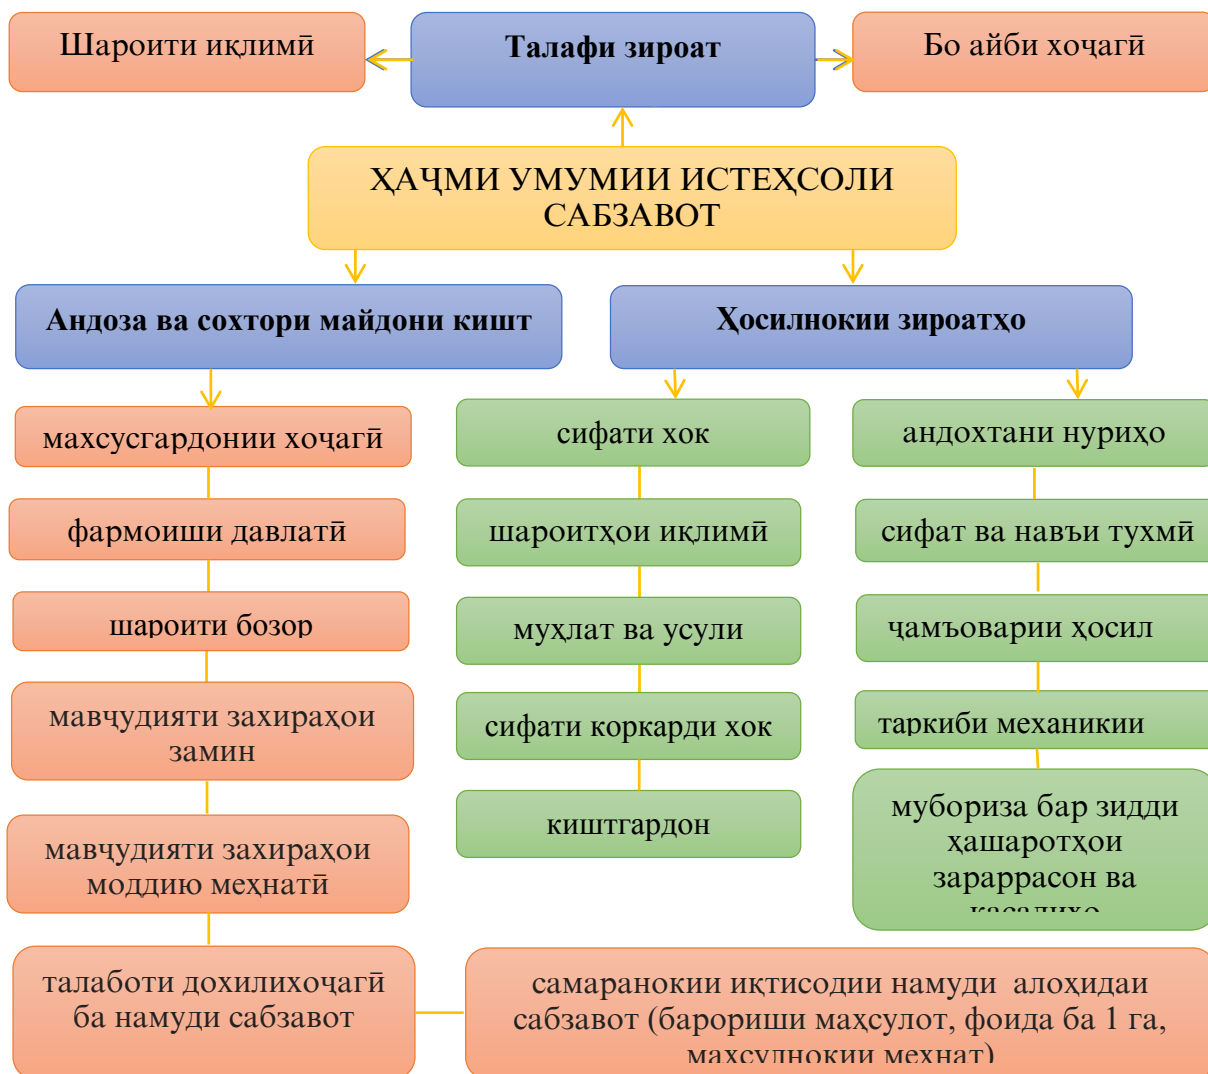 Шароити иқлимӣ
Талафи зироат
Бо айби хоҷагӣ
ҲАҶМИ УМУМИИ ИСТЕҲСОЛИ
САБЗАВОТ
Андоза ва сохтори майдони кишт
Ҳосилнокии зироатҳо
махсусгардонии хоҷагӣ
фармоиши давлатӣ
шароити бозор
мавҷудияти захираҳои
замин
мавҷудияти захираҳои
моддию меҳнатӣ
талаботи дохилихоҷагӣ
ба намуди сабзавот
самаранокии иқтисодии намуди алоҳидаи
сабзавот (барориши маҳсулот, фоида ба 1 га,
маҳсулнокии меҳнат)
сифати хок
шароитҳои иқлимӣ
муҳлат ва усули
сифати коркарди хок
киштгардон
андохтани нуриҳо
сифат ва навъи тухмӣ
ҷамъоварии ҳосил
таркиби механикии
мубориза бар зидди
ҳашаротҳои
зараррасон ва
касалиҳо